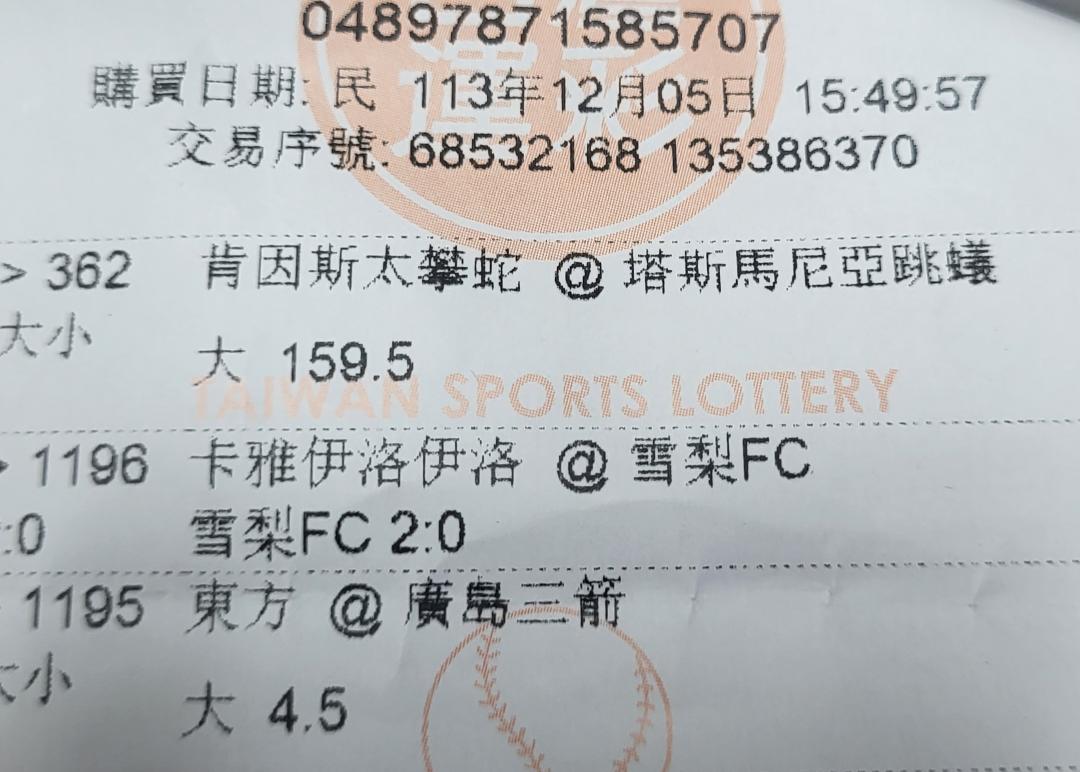 04897871585707
購買日期: 民 113年12月05日 15:49:57
交易序號: 68532168 135386370
> 362 肯因斯太攀蛇 @ 塔斯馬尼亞跳蟻
大小
大 159.5
TAIWAN SPORTS LOTTERY
1196 卡雅伊洛伊洛 @ 雪梨FC
:0 雪梨FC 2:0
1195 東方 @ 廣島三箭
大小
大 4.5